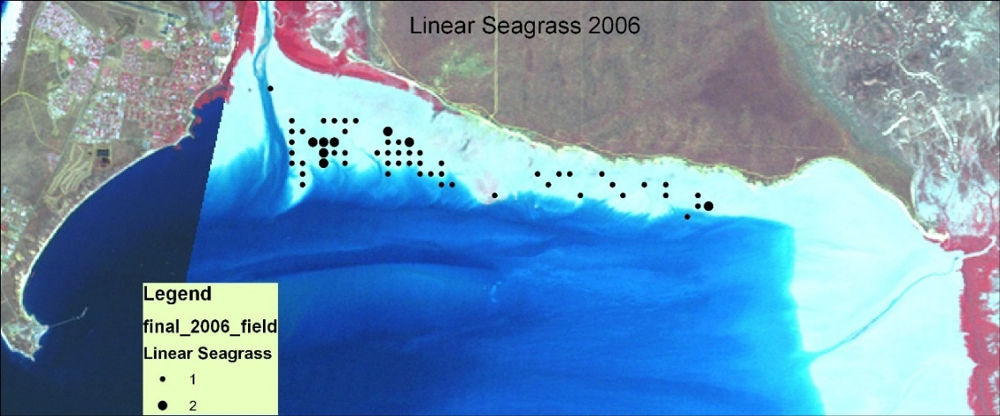 Linear Seagrass 2006
Legend
final_2006_field
Linear Seagrass
1
2